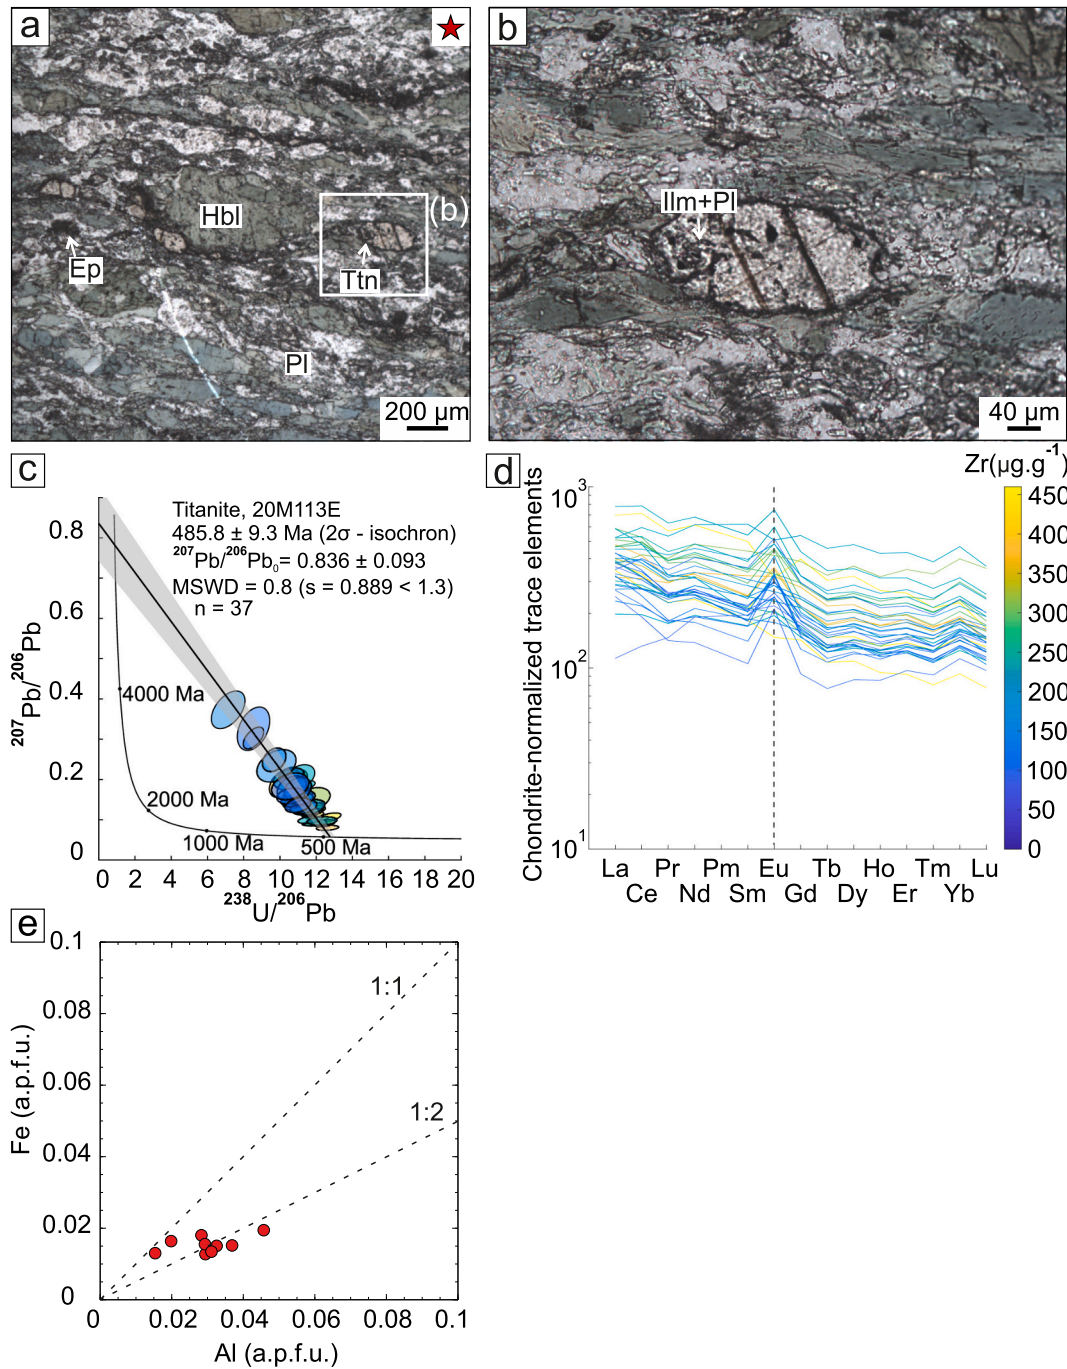 a
Hbl
(b)
Ep
Ttn
Pl
200 µm
b
Ilm+Pl
40 µm
c
Titanite, 20M113E
485.8 ± 9.3 Ma (2σ - isochron)
²⁰⁷Pb/²⁰⁶Pb₀= 0.836 ± 0.093
MSWD = 0.8 (s = 0.889 < 1.3)
n = 37
0.8
0.6
0.4
0.2
0
²⁰⁷Pb/²⁰⁶Pb
4000 Ma
2000 Ma
1000 Ma
500 Ma
0 2 4 6 8 10 12 14 16 18 20
²³⁸U/²⁰⁶Pb
d
Zr(µg.g⁻¹)
Chondrite-normalized trace elements
10³
10²
10¹
La Pr Pm Eu Tb Ho Tm Lu
Ce Nd Sm Gd Dy Er Yb
450
400
350
300
250
200
150
100
50
0
e
0.1
0.08
0.06
0.04
0.02
0
Fe (a.p.f.u.)
1:1
1:2
0 0.02 0.04 0.06 0.08 0.1
Al (a.p.f.u.)